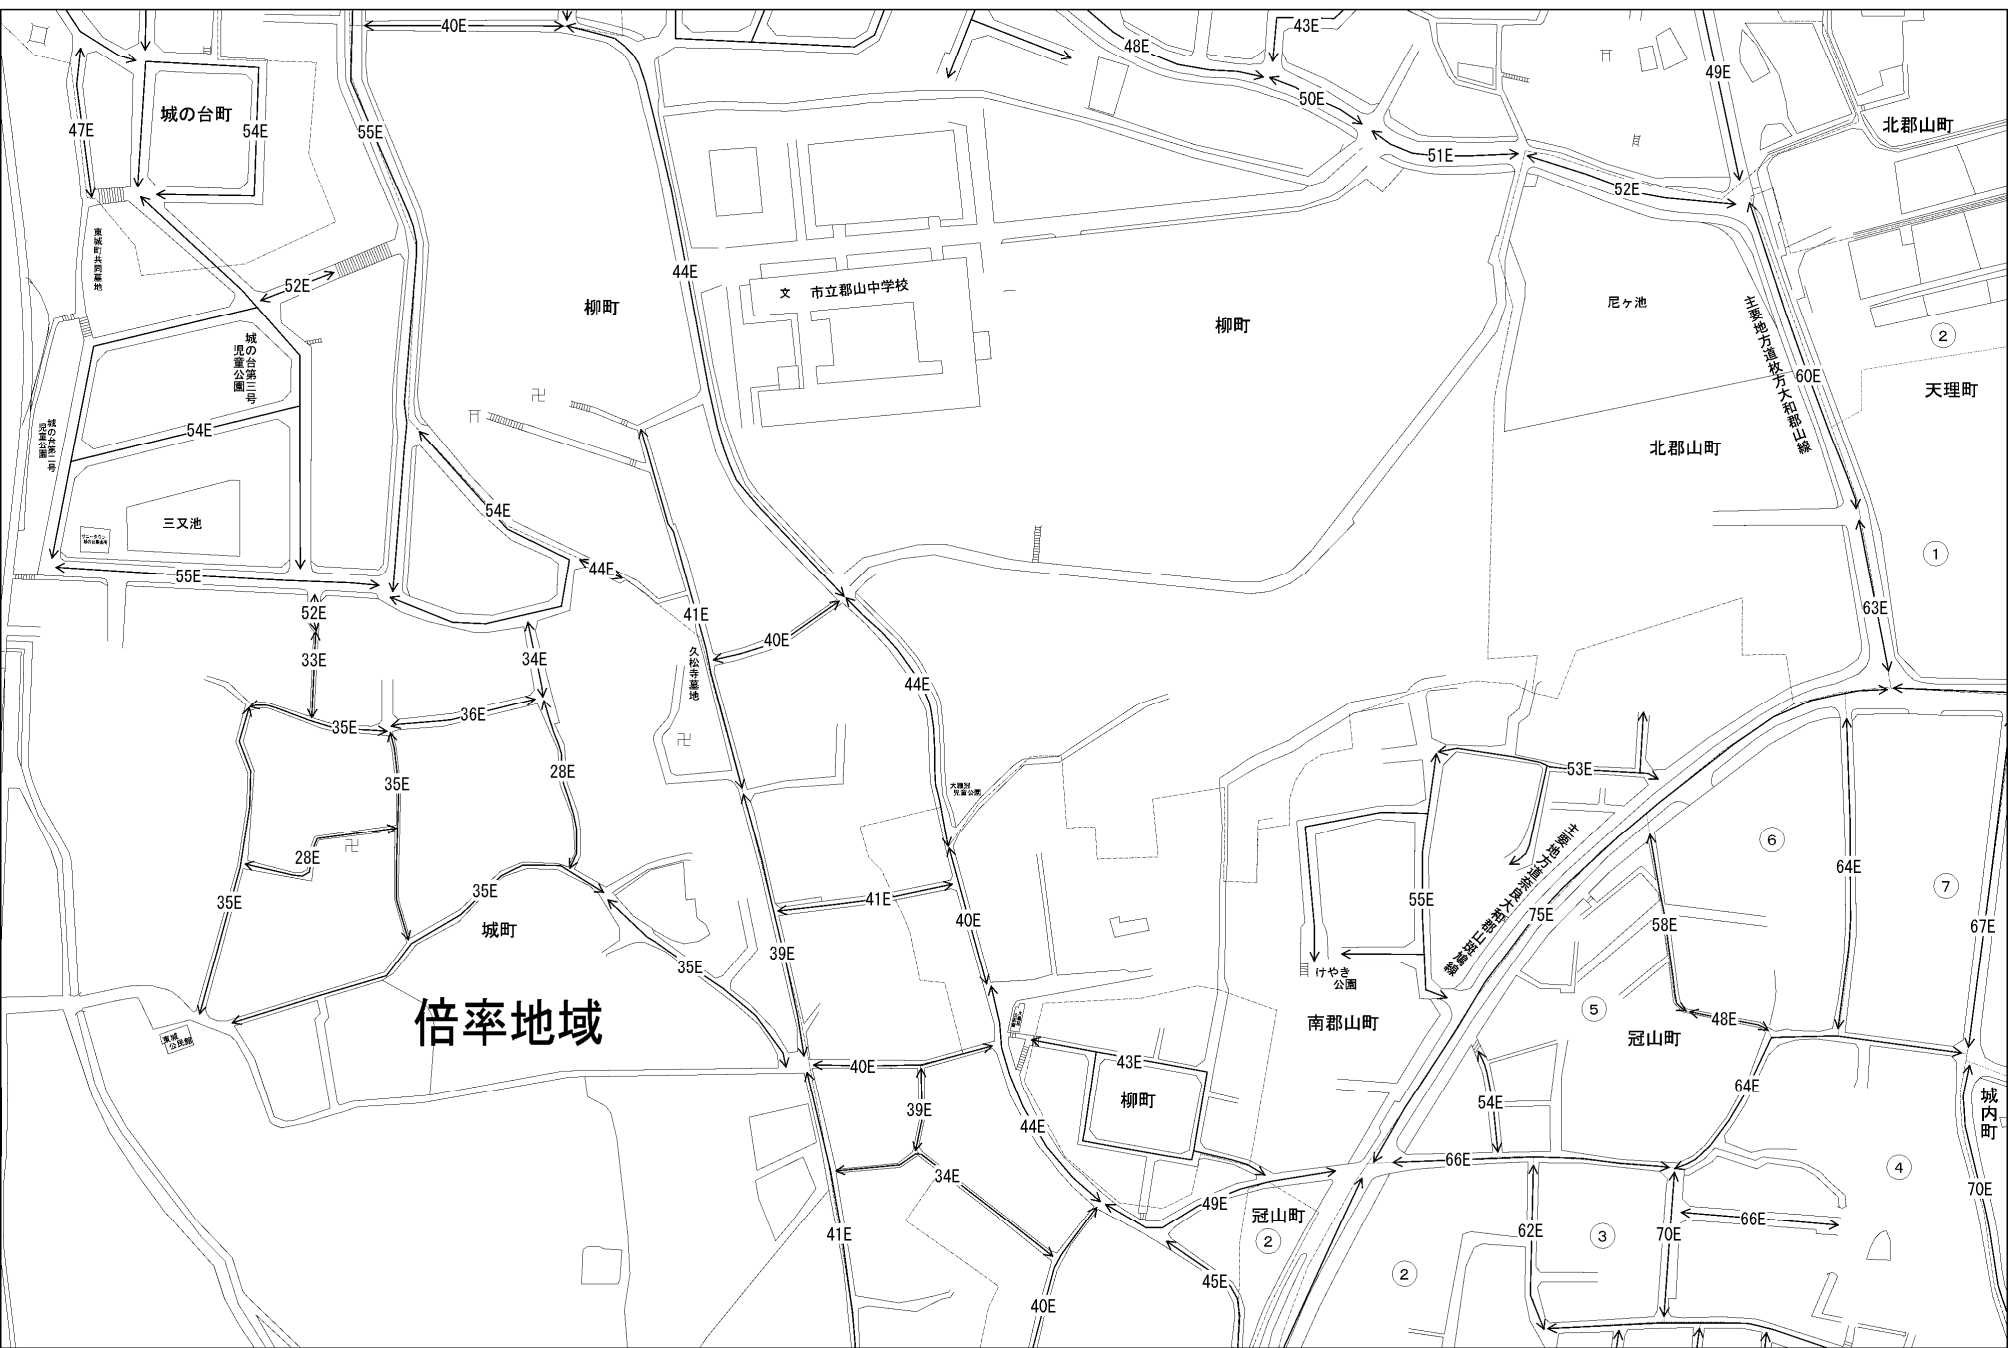 40E
43E
48E
49E
50E
城の台町
54E
47E
55E
北郡山町
51E
52E
東城町共同墓地
44E
52E
文 市立郡山中学校
柳町
柳町
尼ヶ池
主要地方道枚方大和郡山線
②
60E
天理町
城の台第三号
児童公園
城の台第二号
児童公園
54E
北郡山町
三又池
54E
①
55E
44E
52E
41E
40E
63E
33E
34E
久松寺墓地
44E
35E
36E
35E
28E
53E
28E
35E
35E
41E
40E
55E
主要地方道奈良大和郡山斑鳩線
75E
58E
⑥
64E
⑦
67E
城町
39E
35E
けやき
公園
倍率地域
南郡山町
⑤
48E
冠山町
東城
公民館
40E
43E
39E
柳町
44E
54E
64E
城内町
34E
66E
④
70E
49E
冠山町
②
41E
62E
③
70E
66E
②
45E
40E